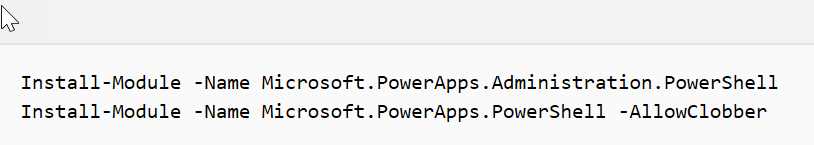 Install-Module -Name Microsoft.PowerApps.Administration.PowerShell
Install-Module -Name Microsoft.PowerApps.PowerShell -AllowClobber